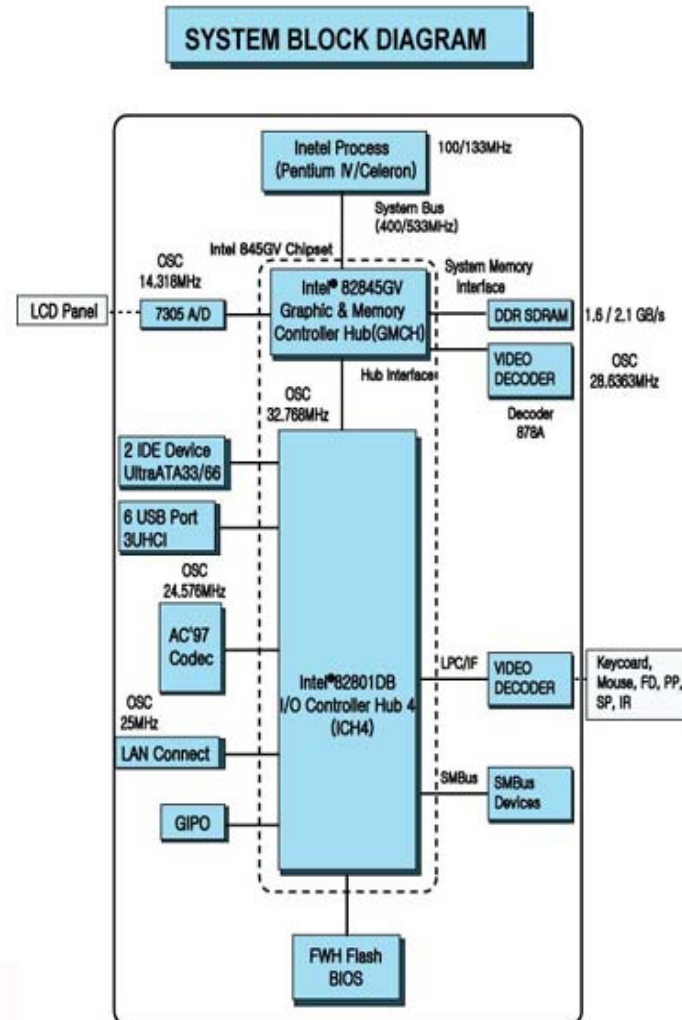 SYSTEM BLOCK DIAGRAM
Inetel Process
(Pentium IV/Celeron)
100/133MHz
System Bus
(400/533MHz)
Intel 845GV Chipset
OSC
14,318MHz
System Memory
Interface
LCD Panel
7305 A/D
Intel® 82845GV
Graphic & Memory
Controller Hub(GMCH)
DDR SDRAM
1.6 / 2.1 GB/s
VIDEO
DECODER
OSC
28.6363MHz
Hub Interface
Decoder
878A
OSC
32.768MHz
2 IDE Device
UltraATA33/66
6 USB Port
3UHCI
OSC
24.576MHz
AC'97
Codec
Intel®82801DB
I/O Controller Hub 4
(ICH4)
LPC/IF
VIDEO
DECODER
Keycoard,
Mouse, FD, PP,
SP, IR
OSC
25MHz
LAN Connect
SMBus
SMBus
Devices
GIPO
FWH Flash
BIOS